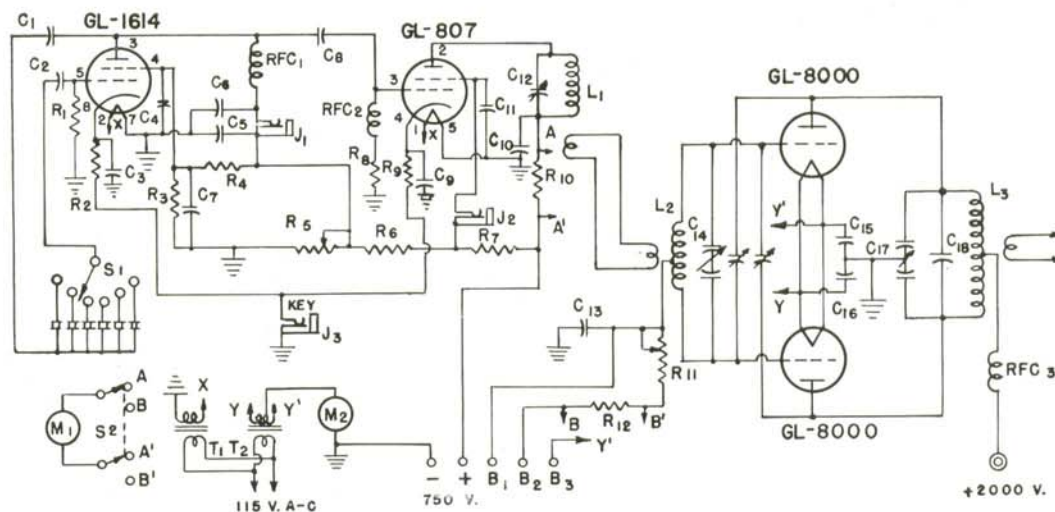 C1
GL-1614
C2
3
4
5
8
2
7
X
R1
C4
C3
R2
RFC1
C6
C5
J1
R3
C7
R4
C8
GL-807
2
3
4
1
5
X
RFC2
R8
R9
C9
C11
C10
C12
L1
A
R10
A'
J2
R5
R6
R7
S1
KEY
J3
GL-8000
L2
C14
Y'
Y
C15
C16
C17
C18
L3
GL-8000
C13
R11
R12
B
B'
Y'
RFC3
+2000 V.
M1
A
B
S2
A'
B'
X
Y
Y'
T1
T2
115 V. A-C
M2
-
+
750 V.
B1
B2
B3